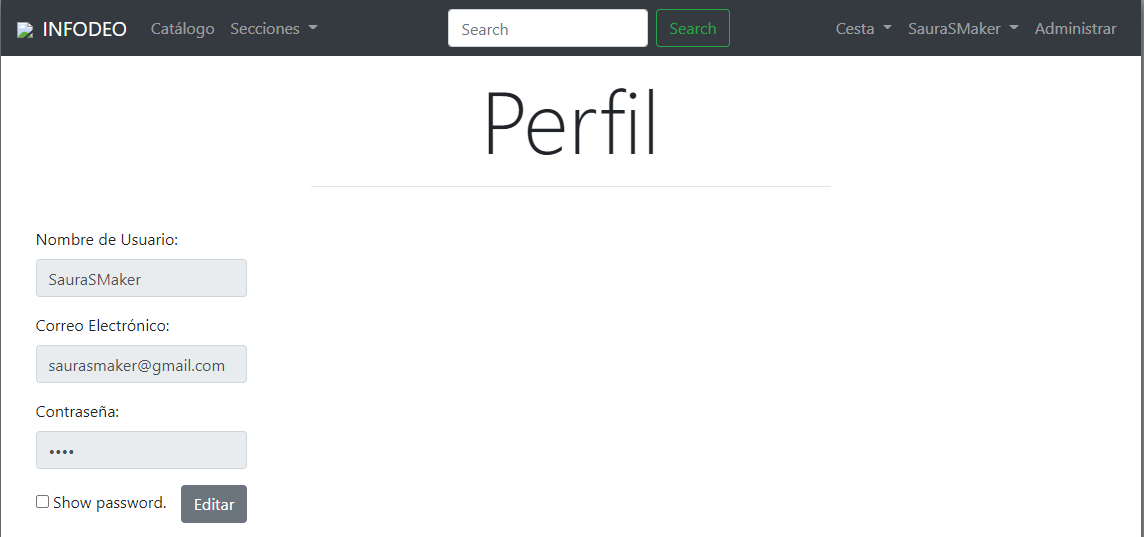 INFODEO Catálogo Secciones Search Search Cesta SauraSMaker Administrar
Perfil
Nombre de Usuario:
SauraSMaker
Correo Electrónico:
saurasmaker@gmail.com
Contraseña:
••••
Show password. Editar